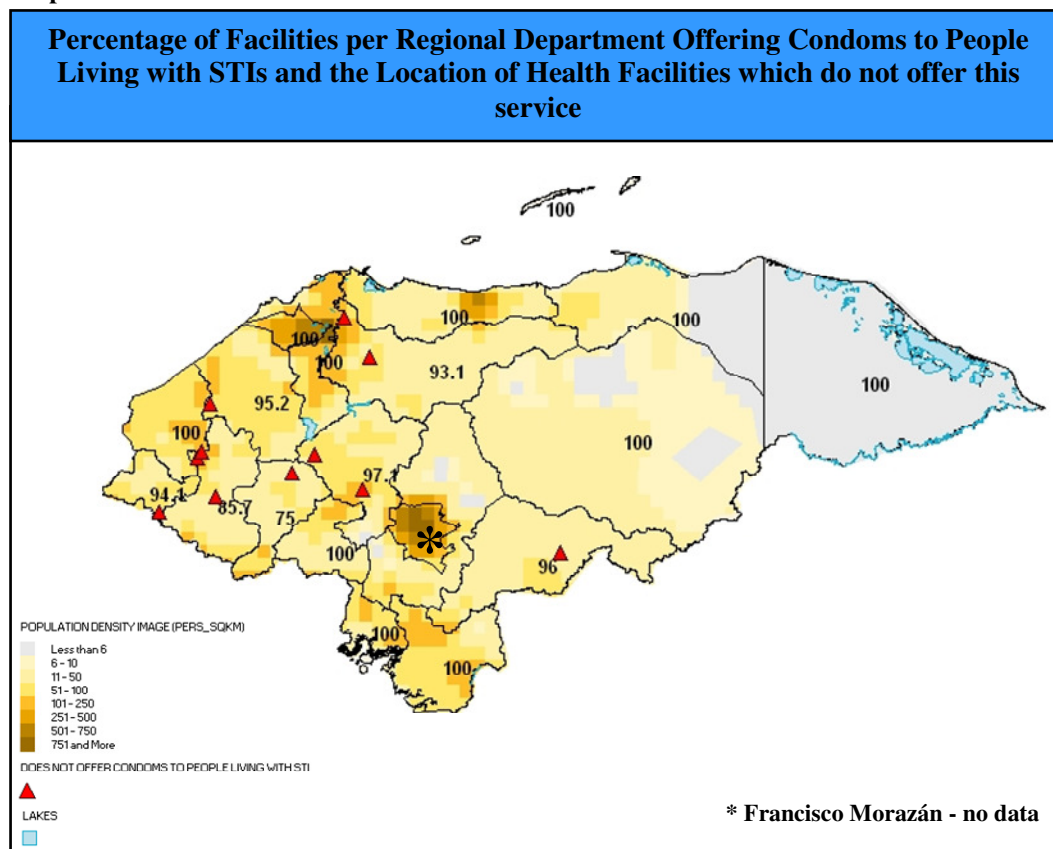 Percentage of Facilities per Regional Department Offering Condoms to People
Living with STIs and the Location of Health Facilities which do not offer this
service
100
100
100
100
100
93.1
100
95.2
100
100
97.1
94.1
85.7
75
*
100
96
100
100
POPULATION DENSITY IMAGE (PERS_SQKM)
Less than 6
6 - 10
11 - 50
51 - 100
101 - 250
251 - 500
501 - 750
751 and More
DOES NOT OFFER CONDOMS TO PEOPLE LIVING WITH STI
LAKES
* Francisco Morazán - no data